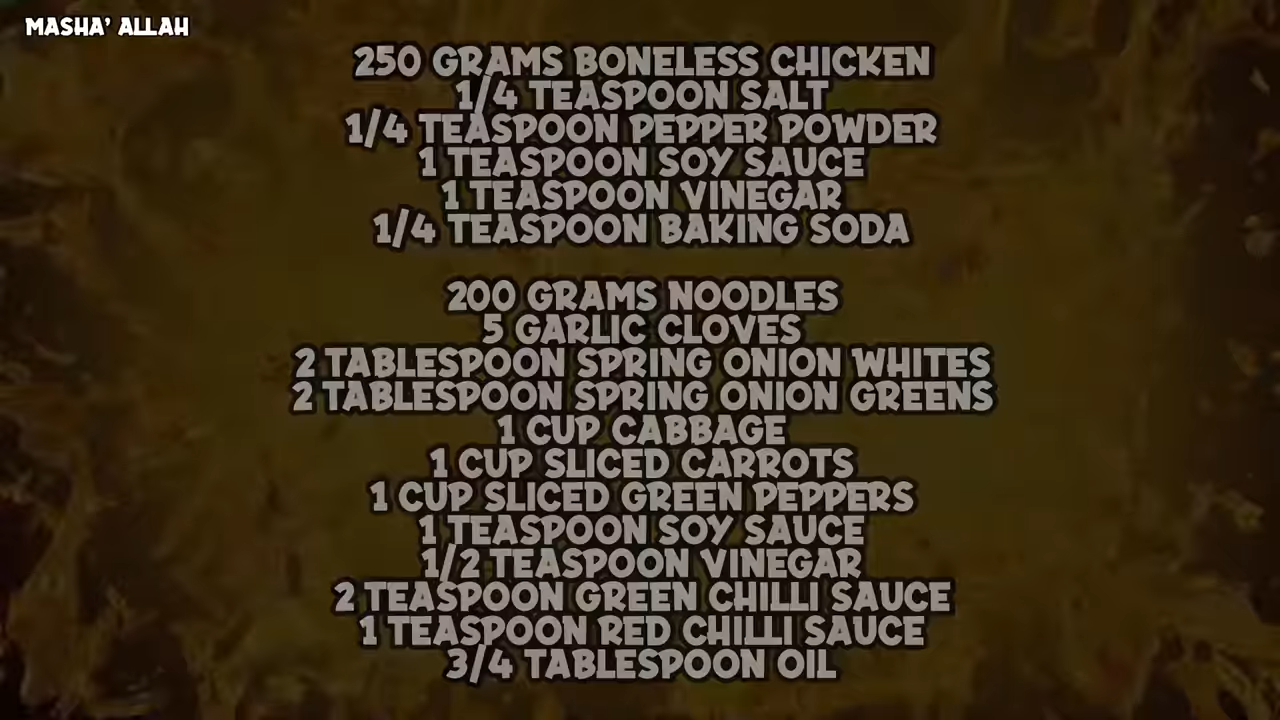 MASHA' ALLAH
250 GRAMS BONELESS CHICKEN
1/4 TEASPOON SALT
1/4 TEASPOON PEPPER POWDER
1 TEASPOON SOY SAUCE
1 TEASPOON VINEGAR
1/4 TEASPOON BAKING SODA
200 GRAMS NOODLES
5 GARLIC CLOVES
2 TABLESPOON SPRING ONION WHITES
2 TABLESPOON SPRING ONION GREENS
1 CUP CABBAGE
1 CUP SLICED CARROTS
1 CUP SLICED GREEN PEPPERS
1 TEASPOON SOY SAUCE
1/2 TEASPOON VINEGAR
2 TEASPOON GREEN CHILLI SAUCE
1 TEASPOON RED CHILLI SAUCE
3/4 TABLESPOON OIL